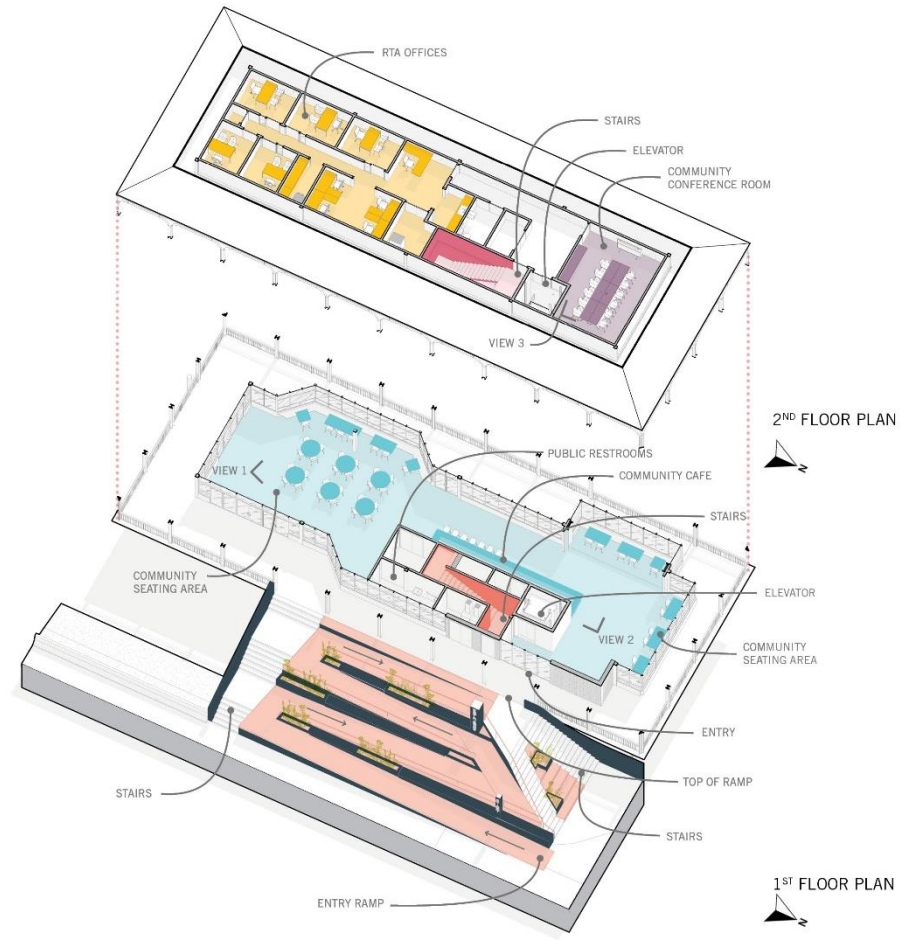 RTA OFFICES
STAIRS
ELEVATOR
COMMUNITY
CONFERENCE ROOM
VIEW 3
2ND FLOOR PLAN
N
PUBLIC RESTROOMS
VIEW 1
COMMUNITY CAFE
STAIRS
COMMUNITY
SEATING AREA
ELEVATOR
VIEW 2
COMMUNITY
SEATING AREA
ENTRY
TOP OF RAMP
STAIRS
STAIRS
1ST FLOOR PLAN
ENTRY RAMP
N